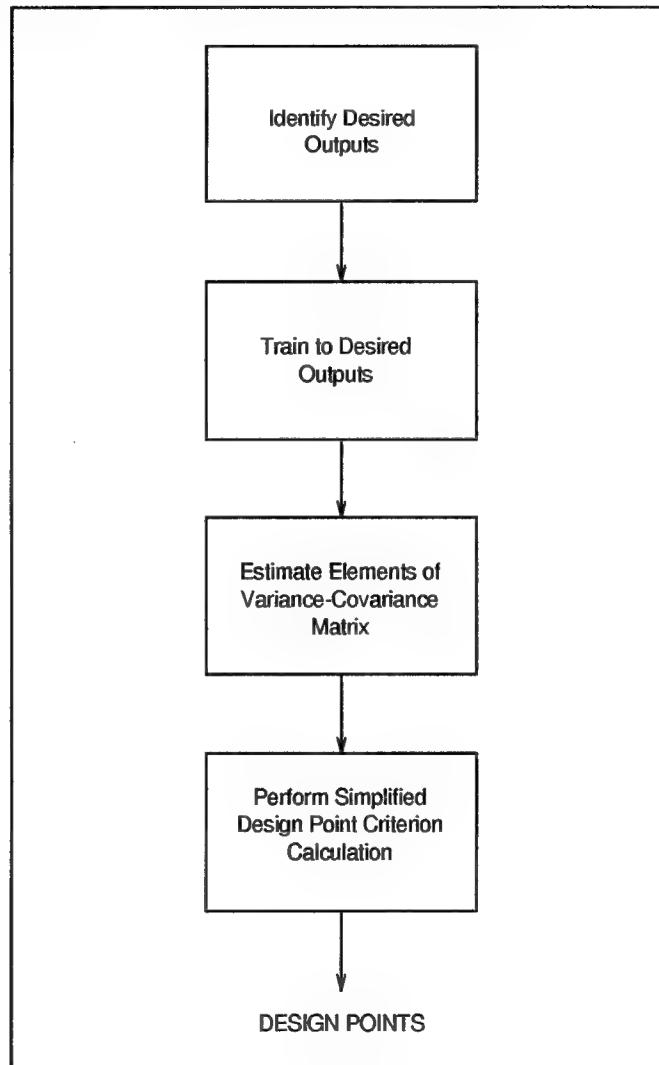 Identify Desired
Outputs
Train to Desired
Outputs
Estimate Elements of
Variance-Covariance
Matrix
Perform Simplified
Design Point Criterion
Calculation
DESIGN POINTS